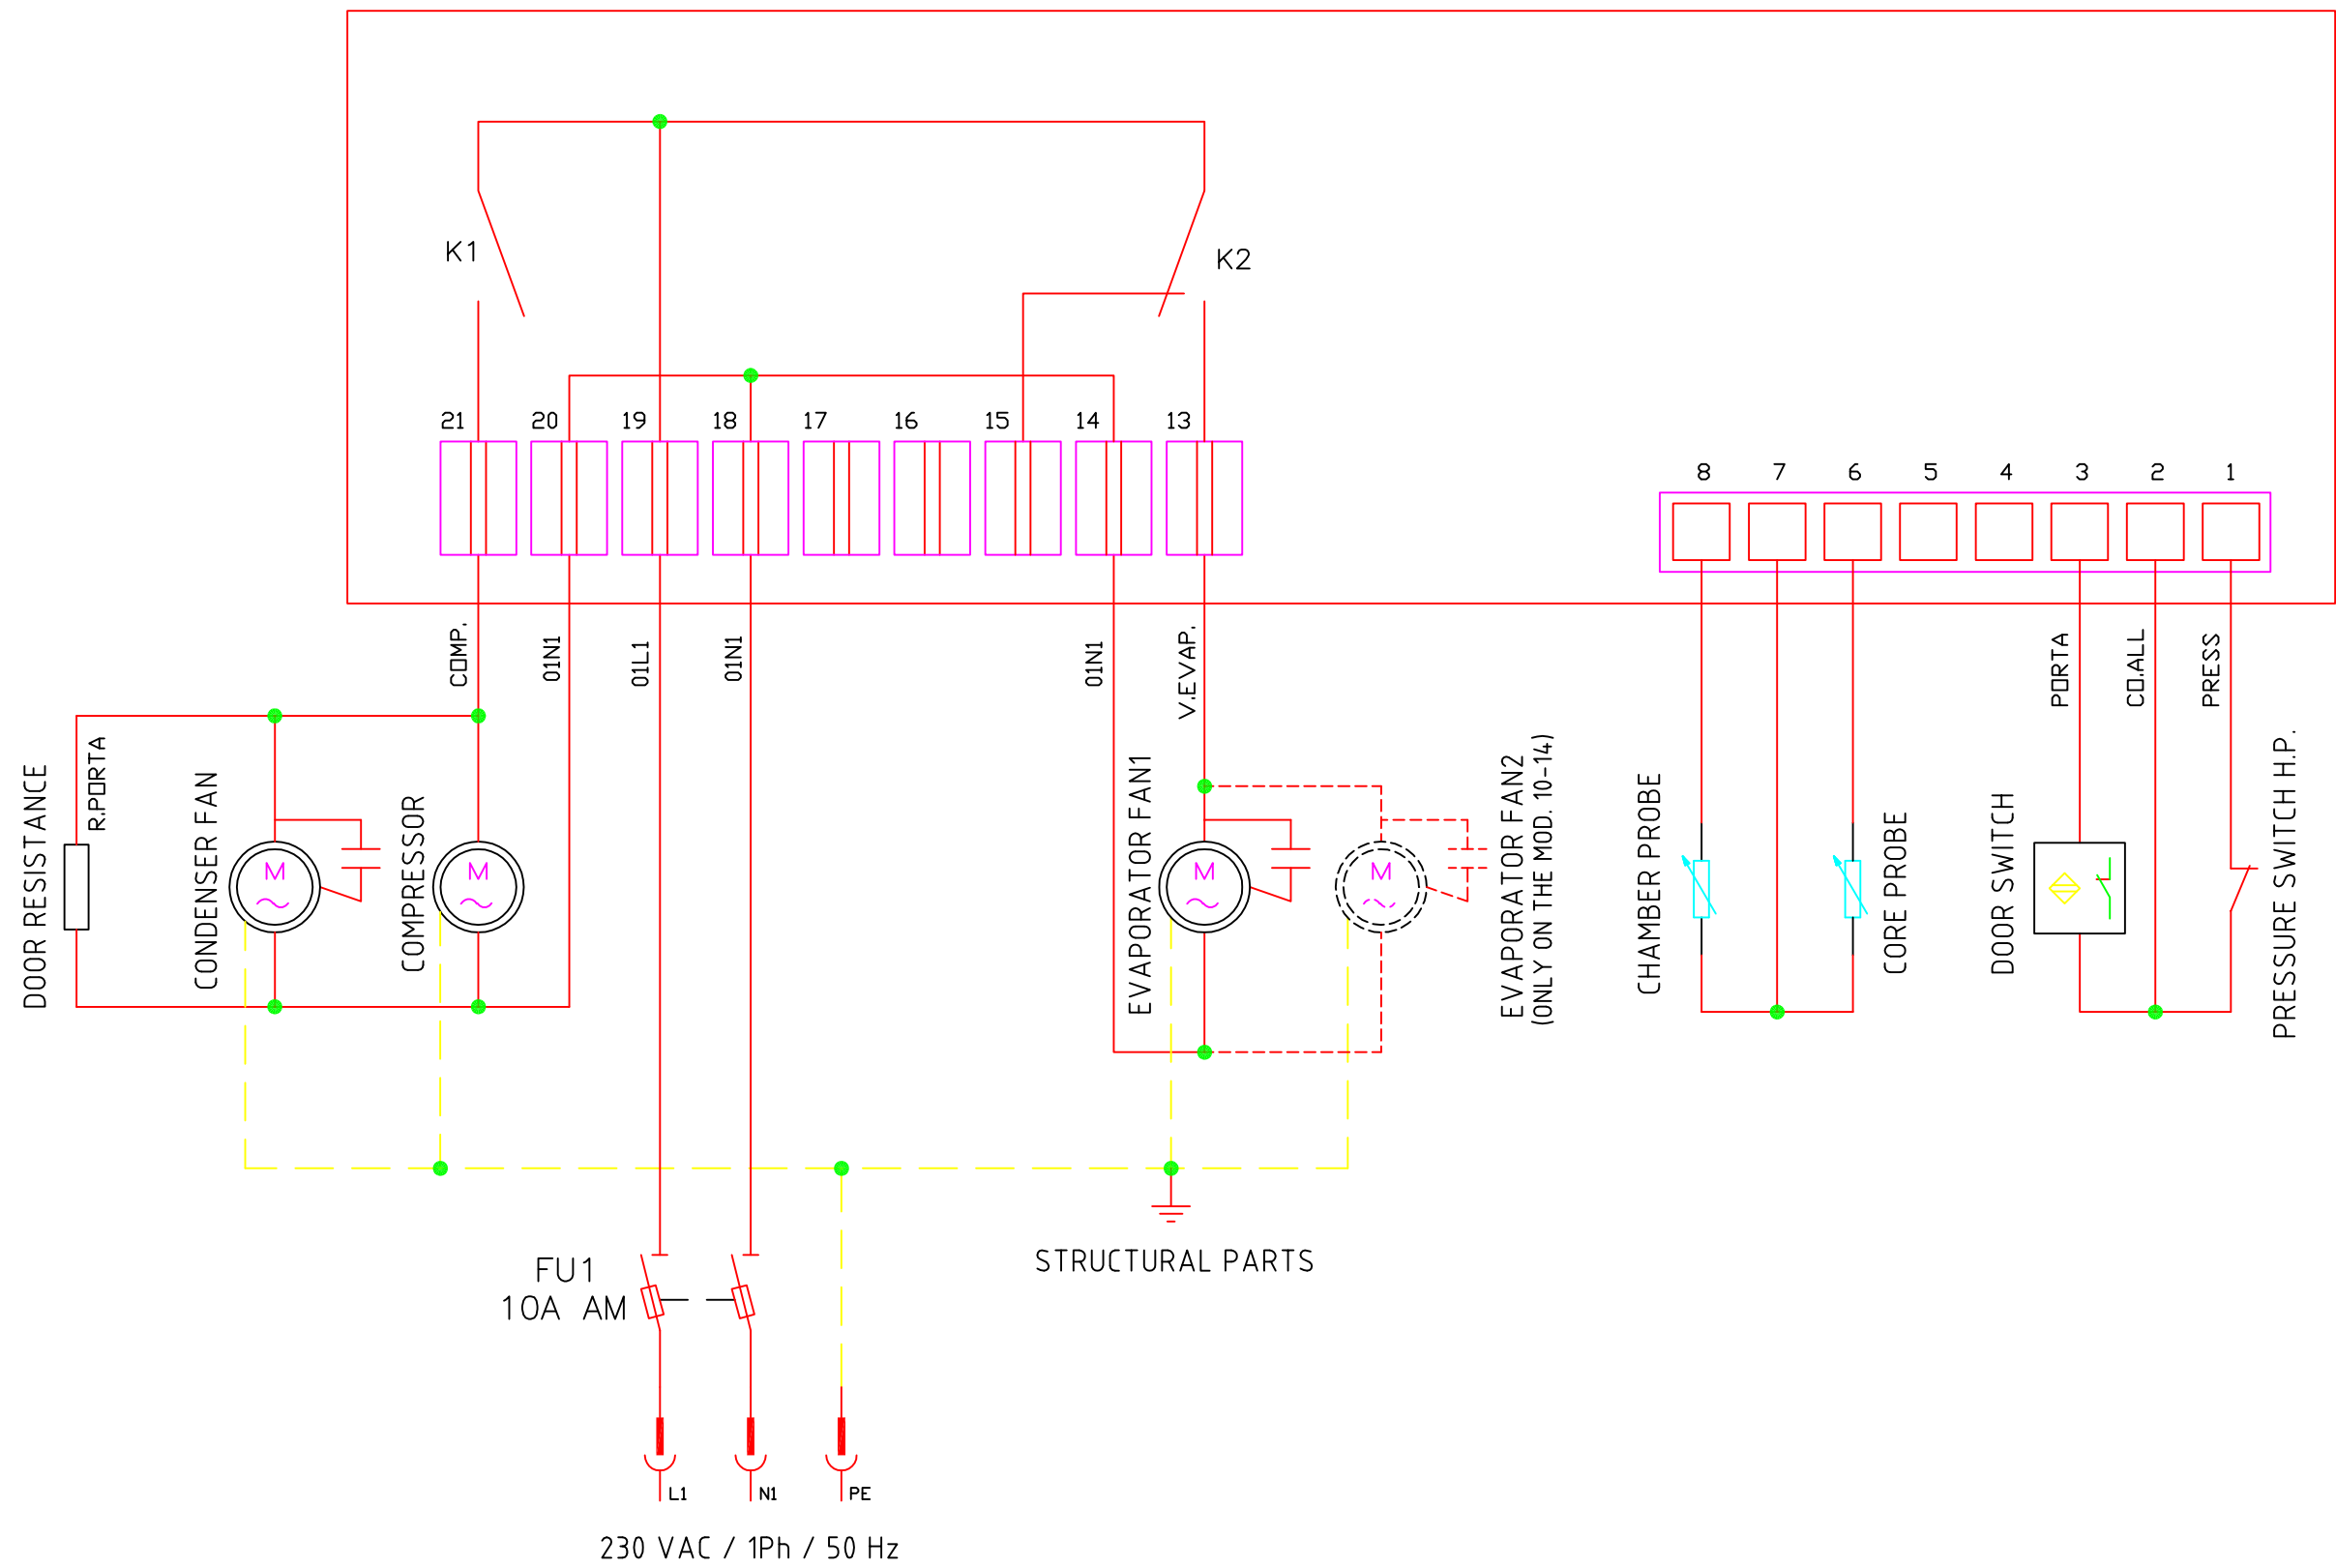 K1
K2
21 20 19 18 17 16 15 14 13
8 7 6 5 4 3 2 1
COMP.
01N1
01L1
01N1
01N1
V.EVAP.
PORTA
CO.ALL
PRESS
DOOR RESISTANCE
R.PORTA
CONDENSER FAN
COMPRESSOR
EVAPORATOR FAN1
EVAPORATOR FAN2
(ONLY ON THE MOD. 10-14)
CHAMBER PROBE
CORE PROBE
DOOR SWITCH
PRESSURE SWITCH H.P.
M
M
M
M
FU1
10A AM
STRUCTURAL PARTS
L1
N1
PE
230 VAC / 1Ph / 50 Hz